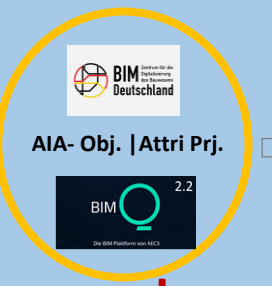 BIM
Deutschland
Zentrum für die
Digitalisierung
des Bauwesens
AIA- Obj. |Attri Prj.
2.2
BIM Q
Die BIM Plattform von AEC3